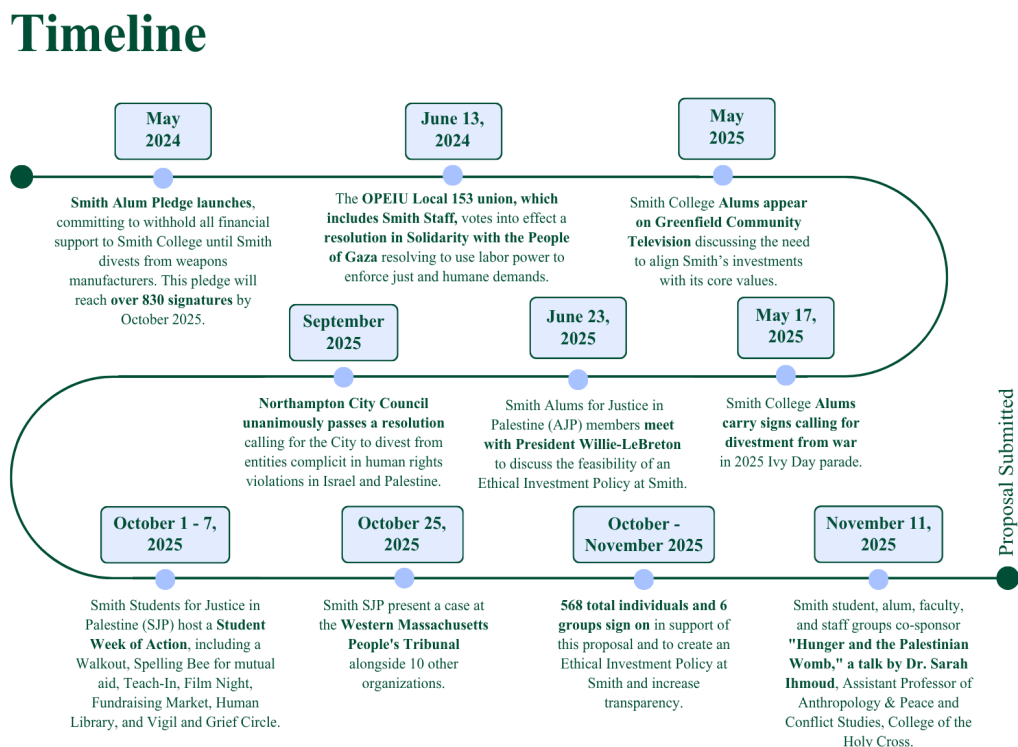 Timeline
May
2024
Smith Alum Pledge launches,
committing to withhold all financial
support to Smith College until Smith
divests from weapons
manufacturers. This pledge will
reach over 830 signatures by
October 2025.
June 13,
2024
The OPEIU Local 153 union, which
includes Smith Staff, votes into effect a
resolution in Solidarity with the People
of Gaza resolving to use labor power to
enforce just and humane demands.
May
2025
Smith College Alums appear
on Greenfield Community
Television discussing the need
to align Smith's investments
with its core values.
May 17,
2025
Smith College Alums
carry signs calling for
divestment from war
in 2025 Ivy Day parade.
June 23,
2025
Smith Alums for Justice in
Palestine (AJP) members meet
with President Willie-LeBreton
to discuss the feasibility of an
Ethical Investment Policy at Smith.
September
2025
Northampton City Council
unanimously passes a resolution
calling for the City to divest from
entities complicit in human rights
violations in Israel and Palestine.
October 1 - 7,
2025
Smith Students for Justice in
Palestine (SJP) host a Student
Week of Action, including a
Walkout, Spelling Bee for mutual
aid, Teach-In, Film Night,
Fundraising Market, Human
Library, and Vigil and Grief Circle.
October 25,
2025
Smith SJP present a case at
the Western Massachusetts
People's Tribunal
alongside 10 other
organizations.
October -
November 2025
568 total individuals and 6
groups sign on in support of
this proposal and to create an
Ethical Investment Policy at
Smith and increase
transparency.
November 11,
2025
Smith student, alum, faculty,
and staff groups co-sponsor
"Hunger and the Palestinian
Womb," a talk by Dr. Sarah
Ihmoud, Assistant Professor of
Anthropology & Peace and
Conflict Studies, College of the
Holy Cross.
Proposal Submitted